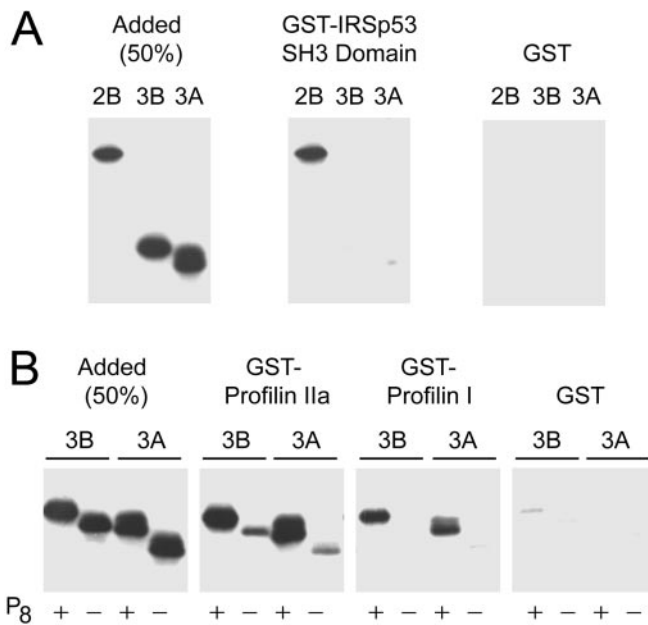 A
Added
(50%)
GST-IRSp53
SH3 Domain
GST
2B 3B 3A
2B 3B 3A
2B 3B 3A
B
Added
(50%)
GST-
Profilin IIa
GST-
Profilin I
GST
3B 3A
3B 3A
3B 3A
3B 3A
P8 + − + − + − + − + − + − + − + −